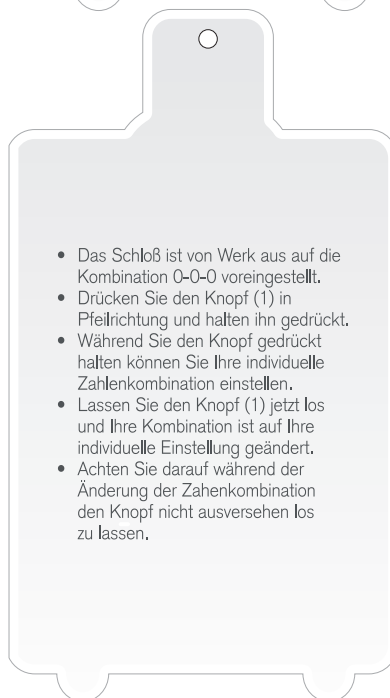 • Das Schloß ist von Werk aus auf die
Kombination 0-0-0 voreingestellt.
• Drücken Sie den Knopf (1) in
Pfeilrichtung und halten ihn gedrückt.
• Während Sie den Knopf gedrückt
halten können Sie Ihre individuelle
Zahlenkombination einstellen.
• Lassen Sie den Knopf (1) jetzt los
und Ihre Kombination ist auf Ihre
individuelle Einstellung geändert.
• Achten Sie darauf während der
Änderung der Zahenkombination
den Knopf nicht ausversehen los
zu lassen.